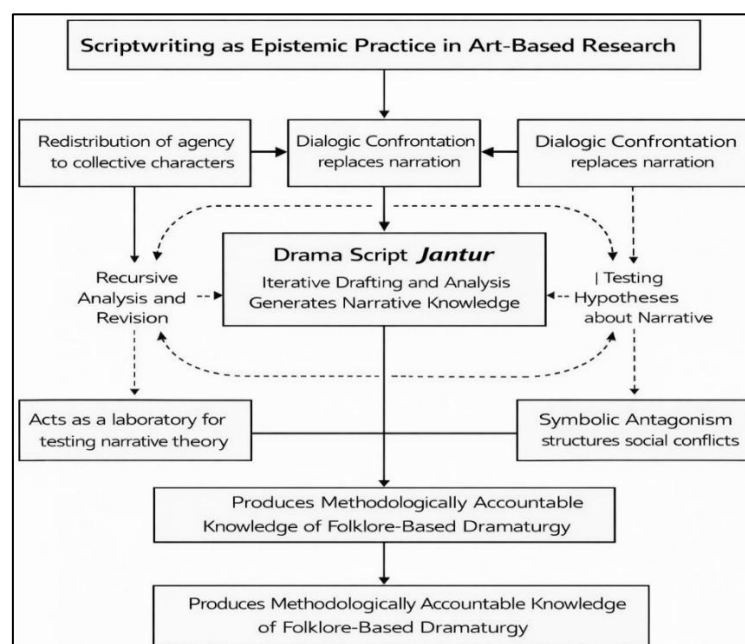 Scriptwriting as Epistemic Practice in Art-Based Research
Redistribution of agency
to collective characters
Dialogic Confrontation
replaces narration
Dialogic Confrontation
replaces narration
Drama Script Jantur
Iterative Drafting and Analysis
Generates Narrative Knowledge
Recursive
Analysis and
Revision
| Testing
Hypotheses
about Narrative
Acts as a laboratory for
testing narrative theory
Symbolic Antagonism
structures social conflicts
Produces Methodologically Accountable
Knowledge of Folklore-Based Dramaturgy
Produces Methodologically Accountable Knowledge
of Folklore-Based Dramaturgy